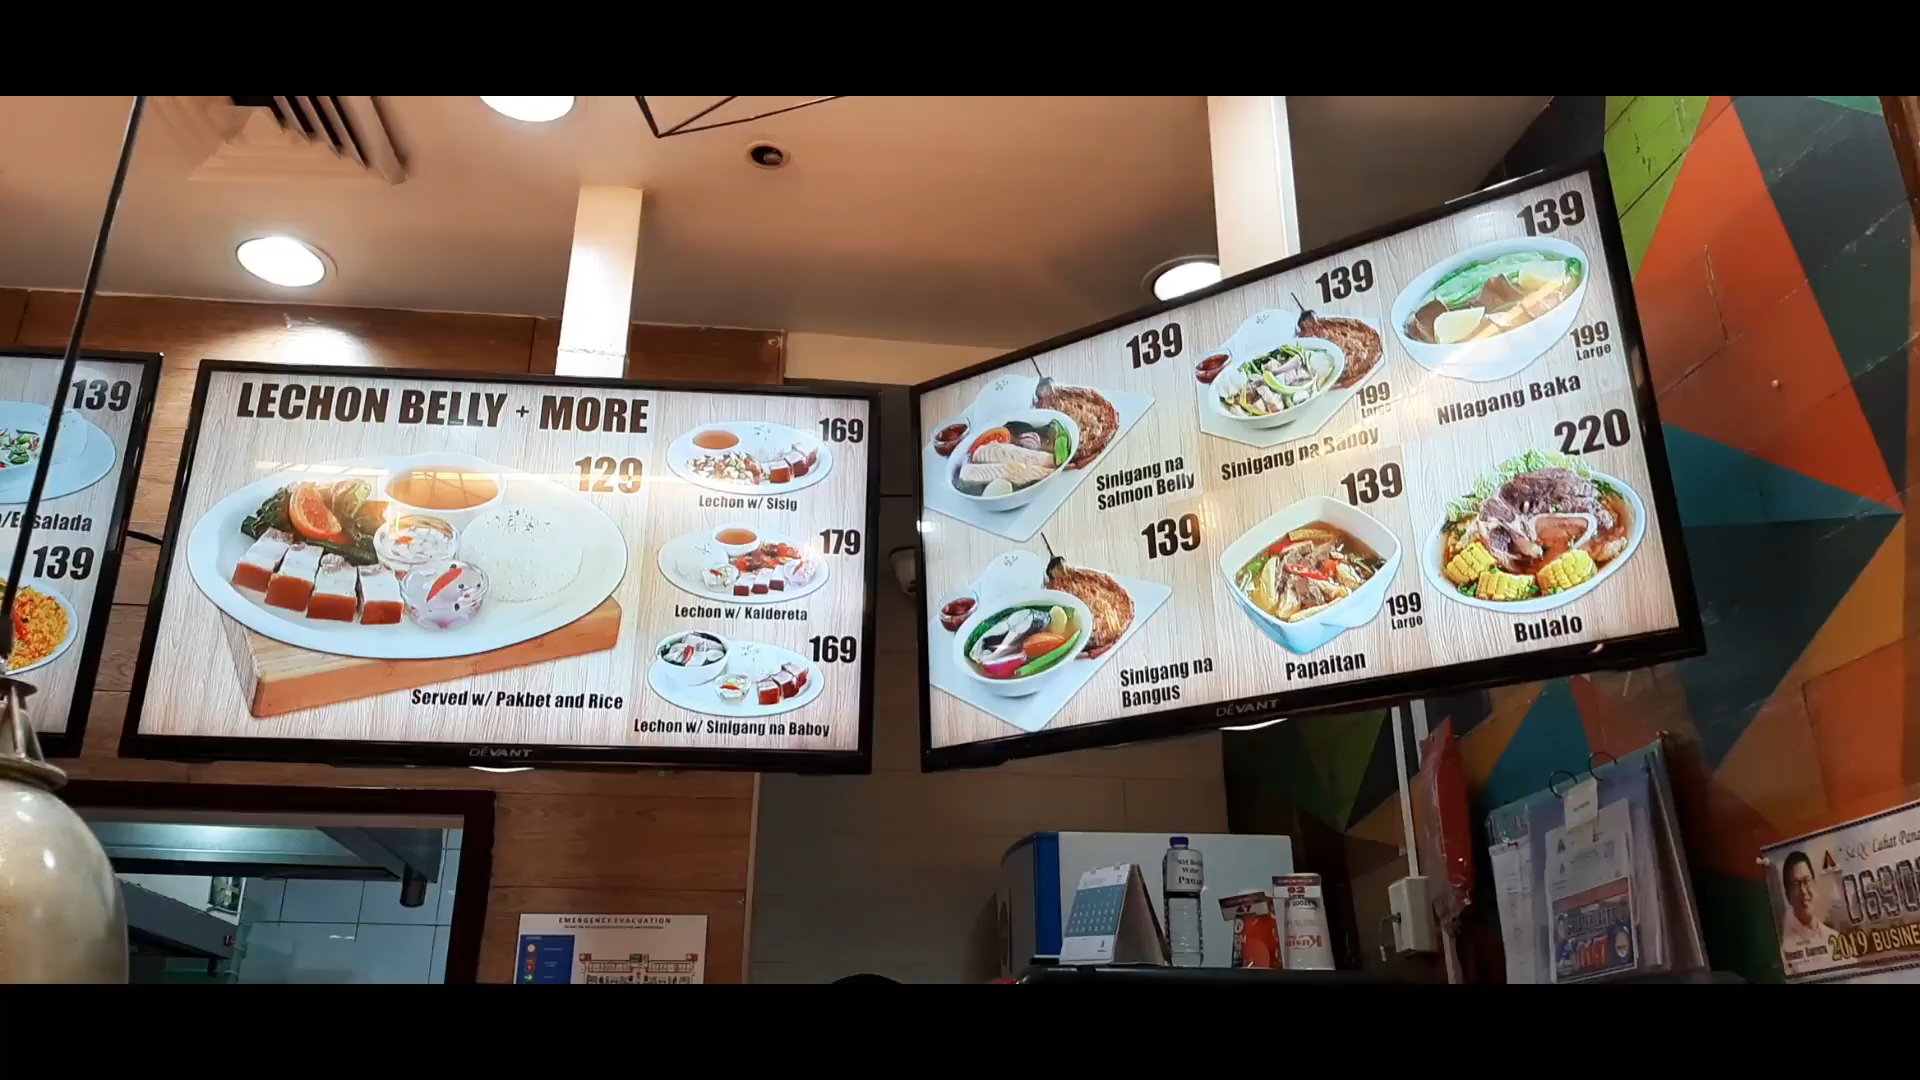 139
139
LECHON BELLY + MORE
129
Served w/ Pakbet and Rice
169
Lechon w/ Sisig
179
Lechon w/ Kaldereta
169
Lechon w/ Sinigang na Baboy
DEVANT
139
Sinigang na
Salmon Belly
139
199
Large
Sinigang na Baboy
139
199
Large
Nilagang Baka
139
Sinigang na
Bangus
139
199
Large
Papaitan
220
Bulalo
DEVANT
EMERGENCY EVACUATION
2019 BUSINE